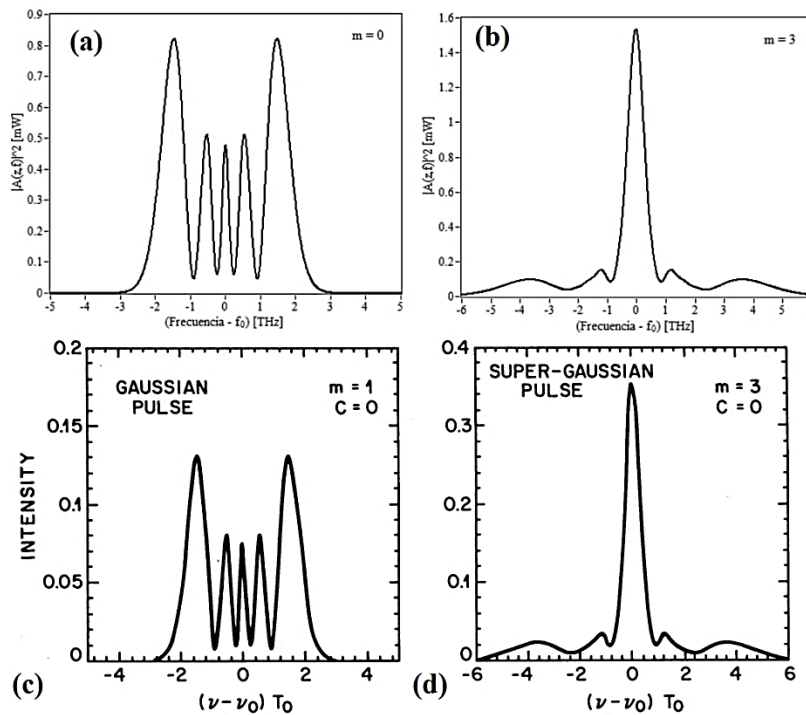 (a)
m = 0
|A(z,f)|^2 [mW]
0.9
0.8
0.7
0.6
0.5
0.4
0.3
0.2
0.1
0
-5 -4 -3 -2 -1 0 1 2 3 4 5
(Frecuencia - f0) [THz]
(b)
m = 3
|A(z,f)|^2 [mW]
1.6
1.4
1.2
1
0.8
0.6
0.4
0.2
0
-6 -5 -4 -3 -2 -1 0 1 2 3 4 5
(Frecuencia - f0) [THz]
GAUSSIAN
PULSE
m = 1
C = 0
INTENSITY
0.2
0.15
0.1
0.05
0
-4 -2 0 2 4
(ν – ν0) T0
(c)
SUPER-GAUSSIAN
PULSE
m = 3
C = 0
0.4
0.3
0.2
0.1
0
-6 -4 -2 0 2 4 6
(ν – ν0) T0
(d)